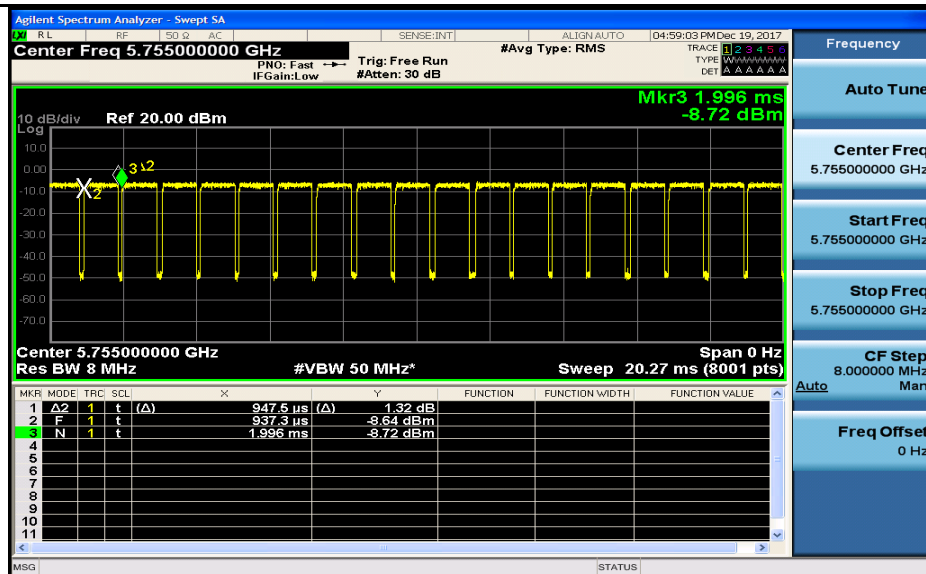 Agilent Spectrum Analyzer - Swept SA
LXI RL RF 50 Ω AC SENSE:INT ALIGN AUTO 04:59:03 PM Dec 19, 2017
Center Freq 5.755000000 GHz
PNO: Fast
IFGain:Low
Trig: Free Run
#Atten: 30 dB
#Avg Type: RMS
TRACE 1 2 3 4 5 6
TYPE
DET A A A A A A
Mkr3 1.996 ms
-8.72 dBm
10 dB/div Ref 20.00 dBm
Log
10.0
0.00
-10.0
-20.0
-30.0
-40.0
-50.0
-60.0
-70.0
3 1Δ2
2
Center 5.755000000 GHz Span 0 Hz
Res BW 8 MHz #VBW 50 MHz* Sweep 20.27 ms (8001 pts)
MKR MODE TRC SCL X Y FUNCTION FUNCTION WIDTH FUNCTION VALUE
1 Δ2 1 t (Δ) 947.5 µs (Δ) 1.32 dB
2 F 1 t 937.3 µs -8.64 dBm
3 N 1 t 1.996 ms -8.72 dBm
4
5
6
7
8
9
10
11
MSG STATUS
Frequency
Auto Tune
Center Freq
5.755000000 GHz
Start Freq
5.755000000 GHz
Stop Freq
5.755000000 GHz
CF Step
8.000000 MHz
Auto Man
Freq Offset
0 Hz